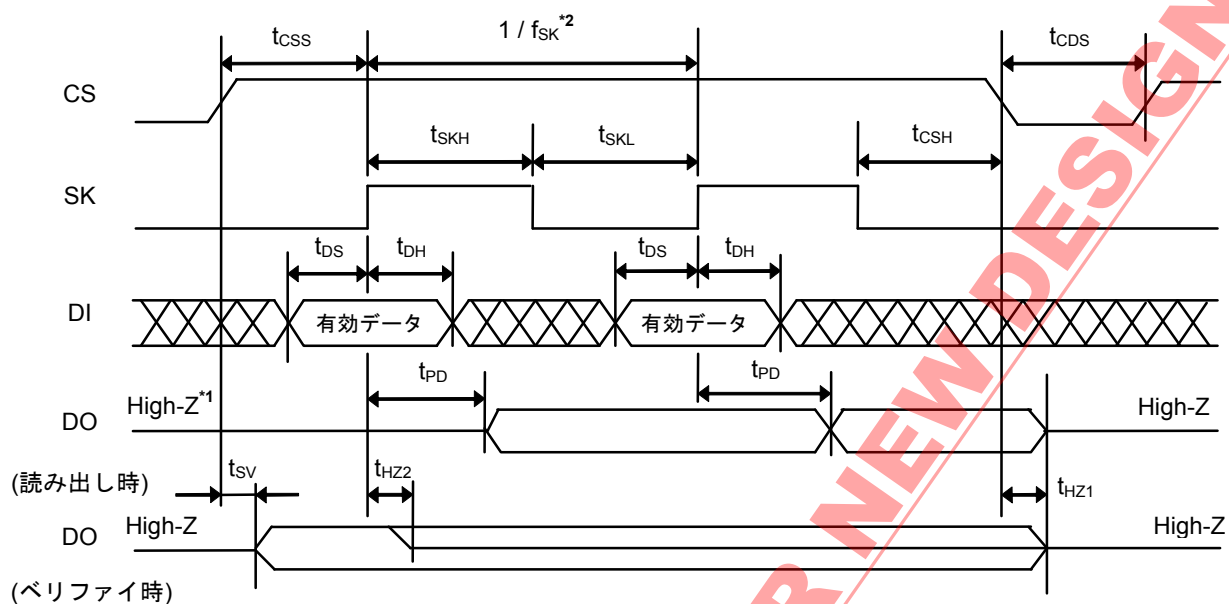 1 / fSK*2
tCSS
tCDS
CS
tSKH
tSKL
tCSH
SK
tDS
tDH
tDS
tDH
DI
有効データ
有効データ
tPD
tPD
High-Z*1
High-Z
DO
(読み出し時)
tSV
tHZ2
tHZ1
High-Z
High-Z
DO
(ベリファイ時)
R NEW DESIGN